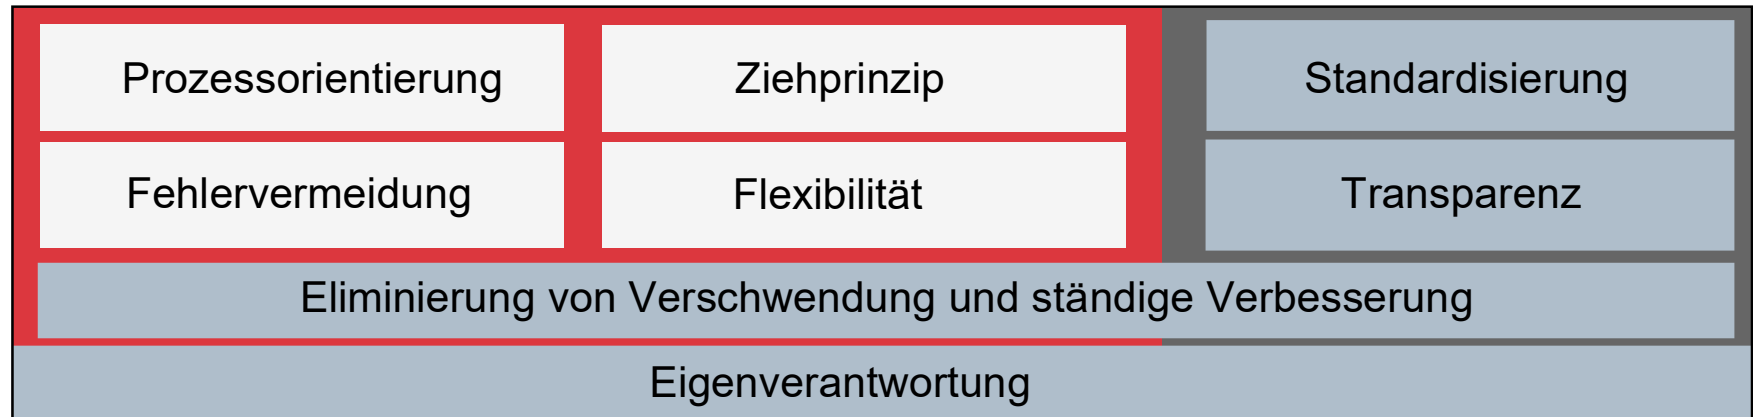 Prozessorientierung
Ziehprinzip
Standardisierung
Fehlervermeidung
Flexibilität
Transparenz
Eliminierung von Verschwendung und ständige Verbesserung
Eigenverantwortung